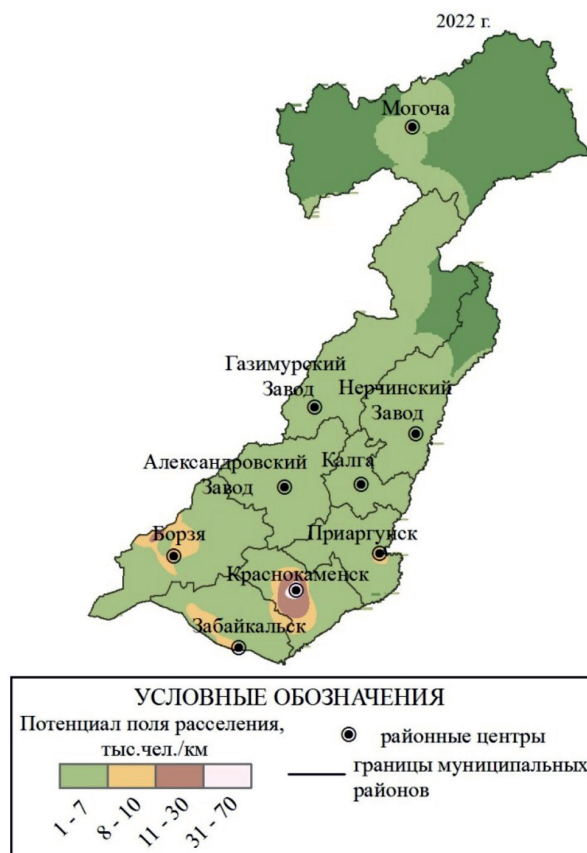 2022 г.
Могоча
Газимурский
Завод
Нерчинский
Завод
Александровский
Завод
Калга
Борзя
Приаргунск
Краснокаменск
Забайкальск
УСЛОВНЫЕ ОБОЗНАЧЕНИЯ
Потенциал поля расселения,
тыс.чел./км
1 - 7
8 - 10
11 - 30
31 - 70
районные центры
границы муниципальных
районов